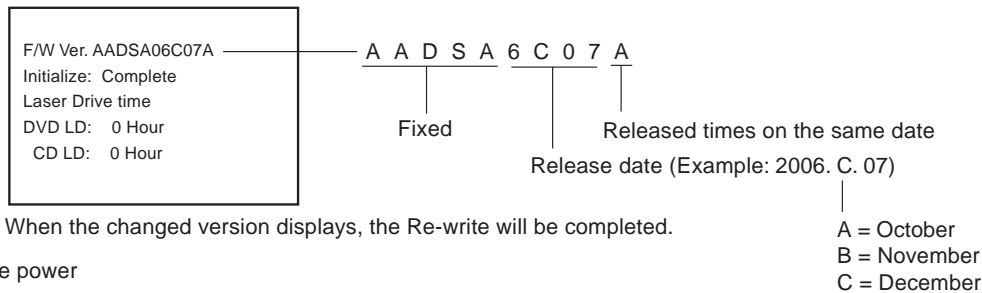 F/W Ver. AADSA06C07A
Initialize: Complete
Laser Drive time
DVD LD: 0 Hour
CD LD: 0 Hour
A A D S A 6 C 0 7 A
Fixed
Released times on the same date
Release date (Example: 2006. C. 07)
When the changed version displays, the Re-write will be completed.
A = October
B = November
C = December
e power